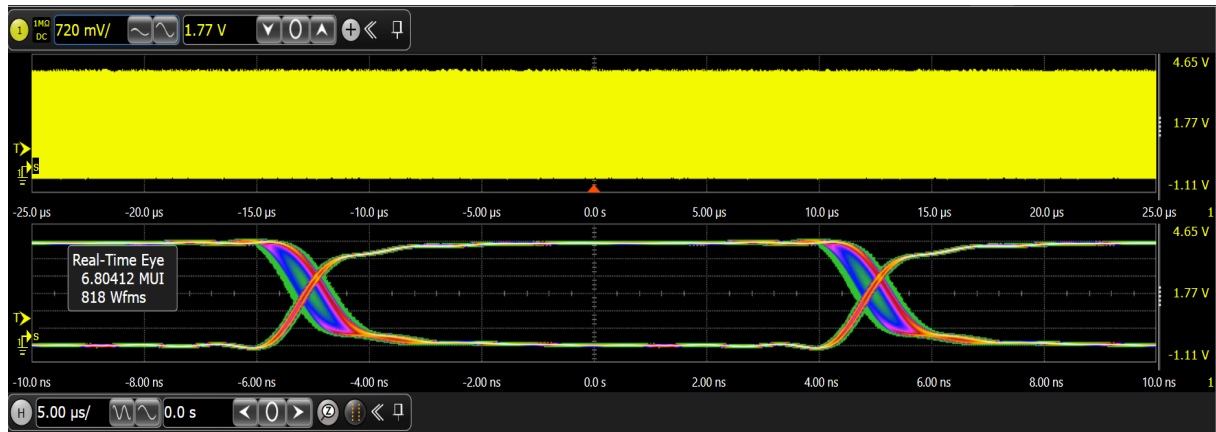 1 1MΩ DC 720 mV/ 1.77 V 0 +
4.65 V
1.77 V
T
1 S
-1.11 V
-25.0 µs -20.0 µs -15.0 µs -10.0 µs -5.00 µs 0.0 s 5.00 µs 10.0 µs 15.0 µs 20.0 µs 25.0 µs 1
4.65 V
Real-Time Eye
6.80412 MUI
818 Wfms
1.77 V
T
1 S
-1.11 V
-10.0 ns -8.00 ns -6.00 ns -4.00 ns -2.00 ns 0.0 s 2.00 ns 4.00 ns 6.00 ns 8.00 ns 10.0 ns 1
H 5.00 µs/ 0.0 s 0 Z